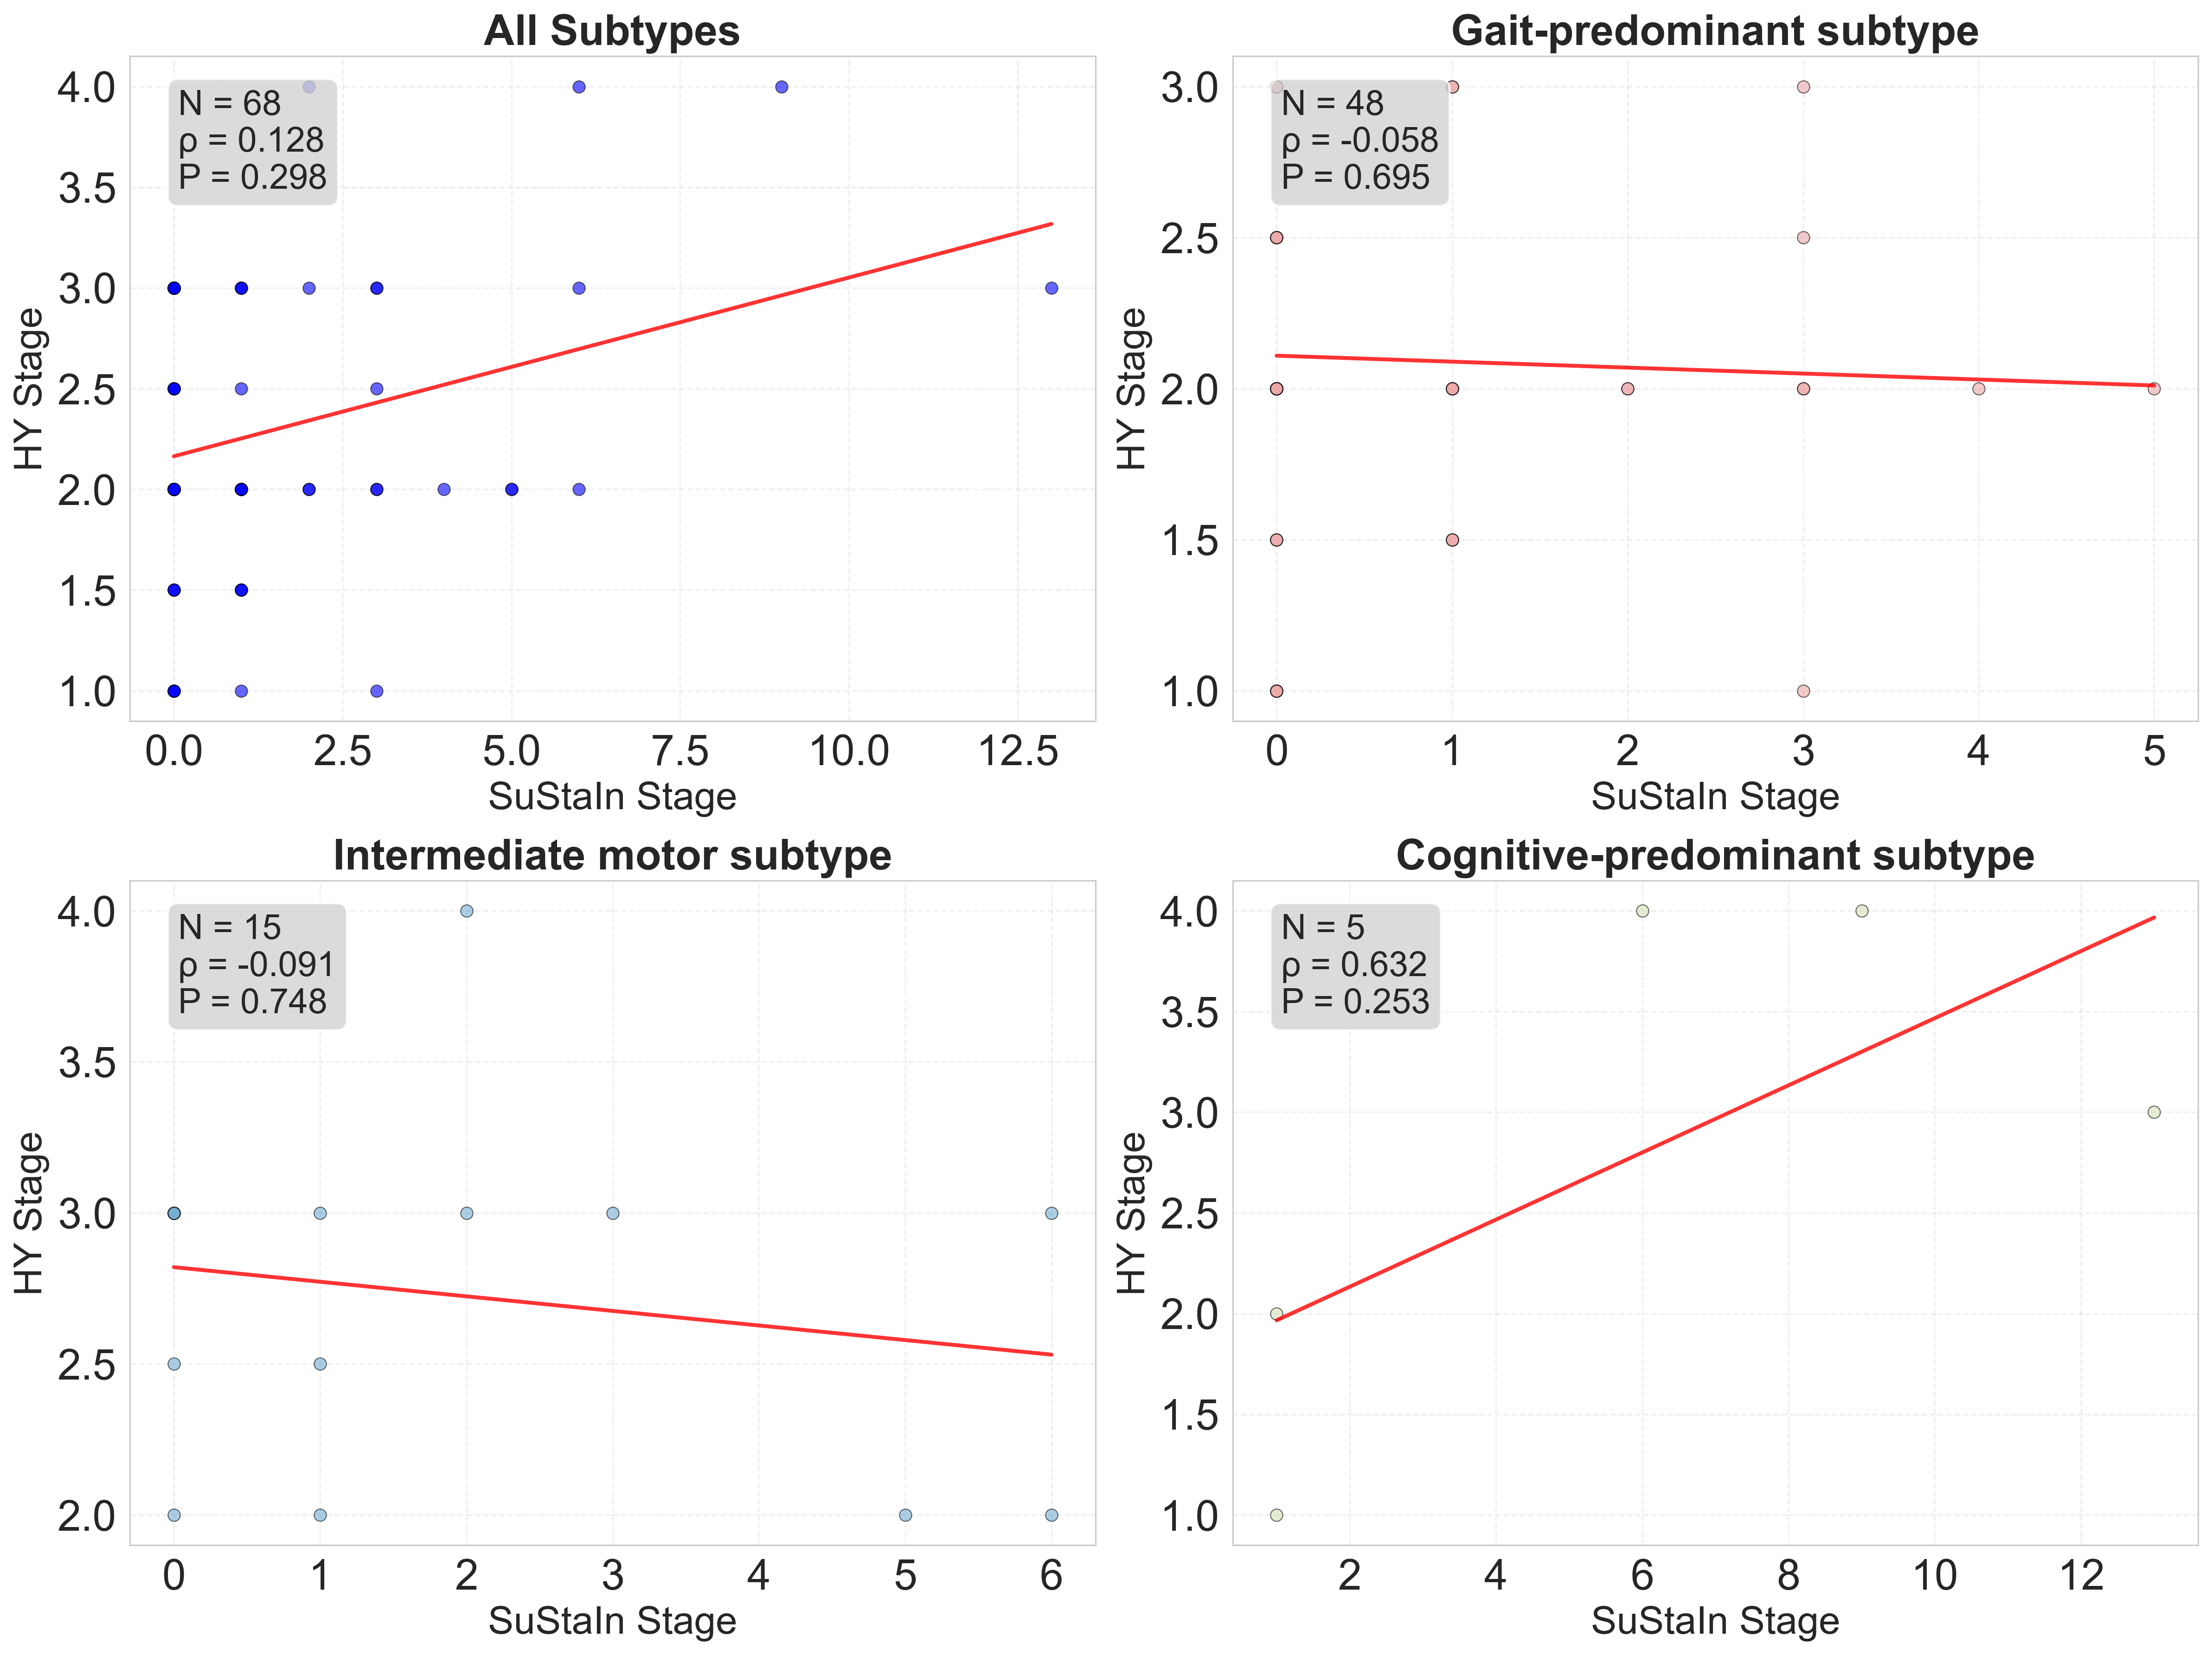 All Subtypes
N = 68
ρ = 0.128
P = 0.298
4.0
3.5
3.0
2.5
2.0
1.5
1.0
HY Stage
0.0 2.5 5.0 7.5 10.0 12.5
SuStaIn Stage
Gait-predominant subtype
N = 48
ρ = -0.058
P = 0.695
3.0
2.5
2.0
1.5
1.0
HY Stage
0 1 2 3 4 5
SuStaIn Stage
Intermediate motor subtype
N = 15
ρ = -0.091
P = 0.748
4.0
3.5
3.0
2.5
2.0
HY Stage
0 1 2 3 4 5 6
SuStaIn Stage
Cognitive-predominant subtype
N = 5
ρ = 0.632
P = 0.253
4.0
3.5
3.0
2.5
2.0
1.5
1.0
HY Stage
2 4 6 8 10 12
SuStaIn Stage